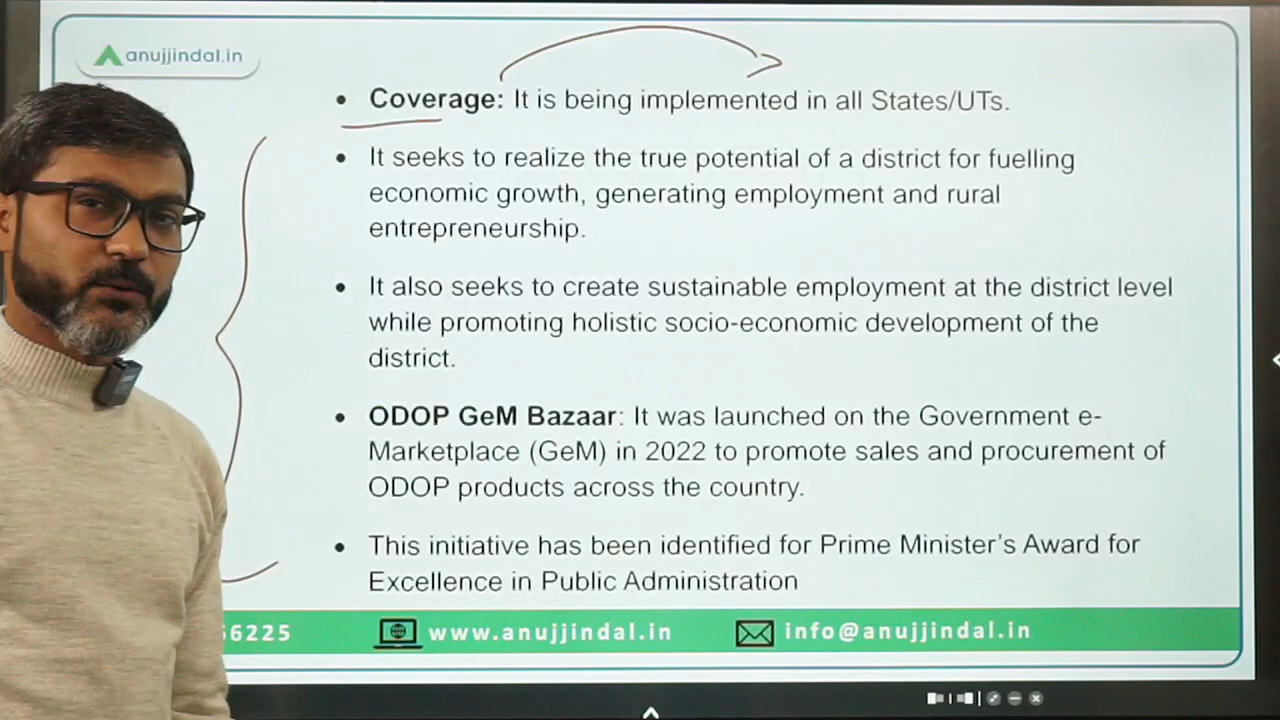 anujjindal.in
• Coverage: It is being implemented in all States/UTs.
• It seeks to realize the true potential of a district for fuelling
economic growth, generating employment and rural
entrepreneurship.
• It also seeks to create sustainable employment at the district level
while promoting holistic socio-economic development of the
district.
• ODOP GeM Bazaar: It was launched on the Government e-
Marketplace (GeM) in 2022 to promote sales and procurement of
ODOP products across the country.
• This initiative has been identified for Prime Minister's Award for
Excellence in Public Administration
6225 www.anujjindal.in info@anujjindal.in